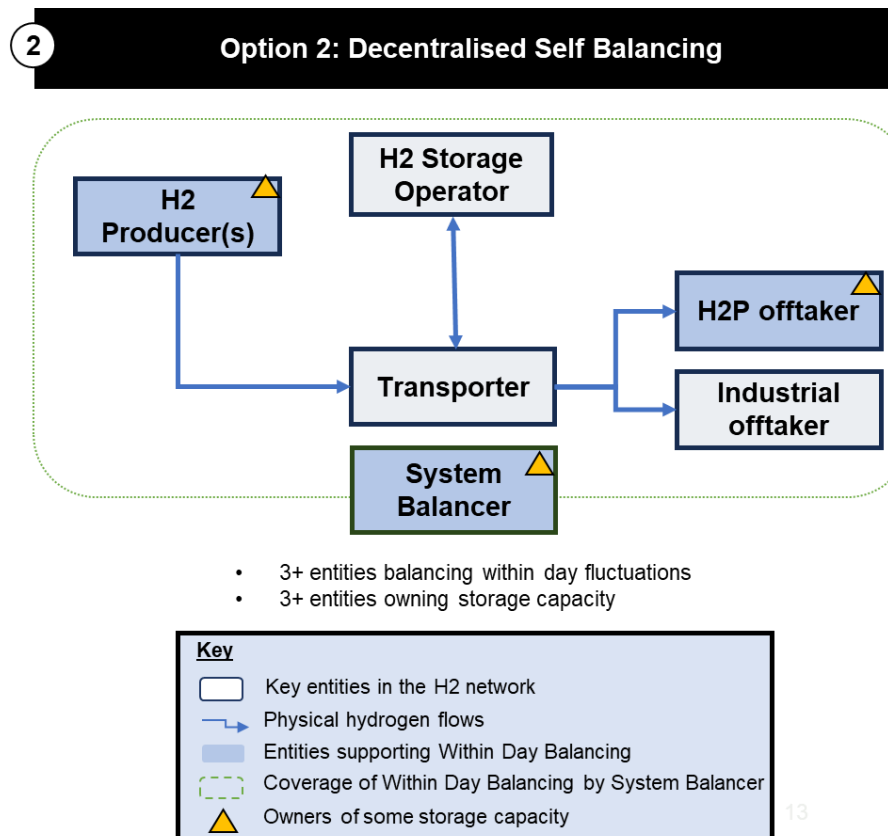 2
Option 2: Decentralised Self Balancing
H2 Storage
Operator
H2
Producer(s)
H2P offtaker
Transporter
Industrial
offtaker
System
Balancer
• 3+ entities balancing within day fluctuations
• 3+ entities owning storage capacity
Key
Key entities in the H2 network
Physical hydrogen flows
Entities supporting Within Day Balancing
Coverage of Within Day Balancing by System Balancer
Owners of some storage capacity
13